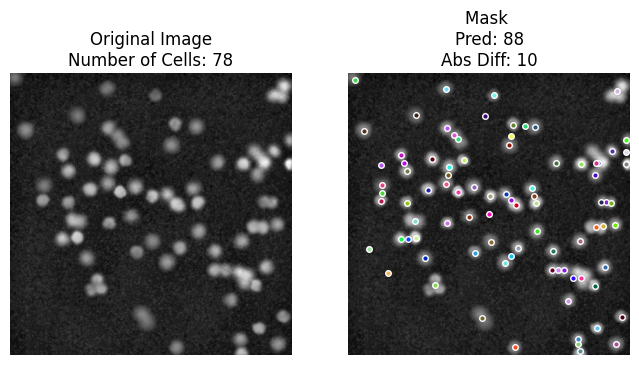 Original Image
Number of Cells: 78
Mask
Pred: 88
Abs Diff: 10